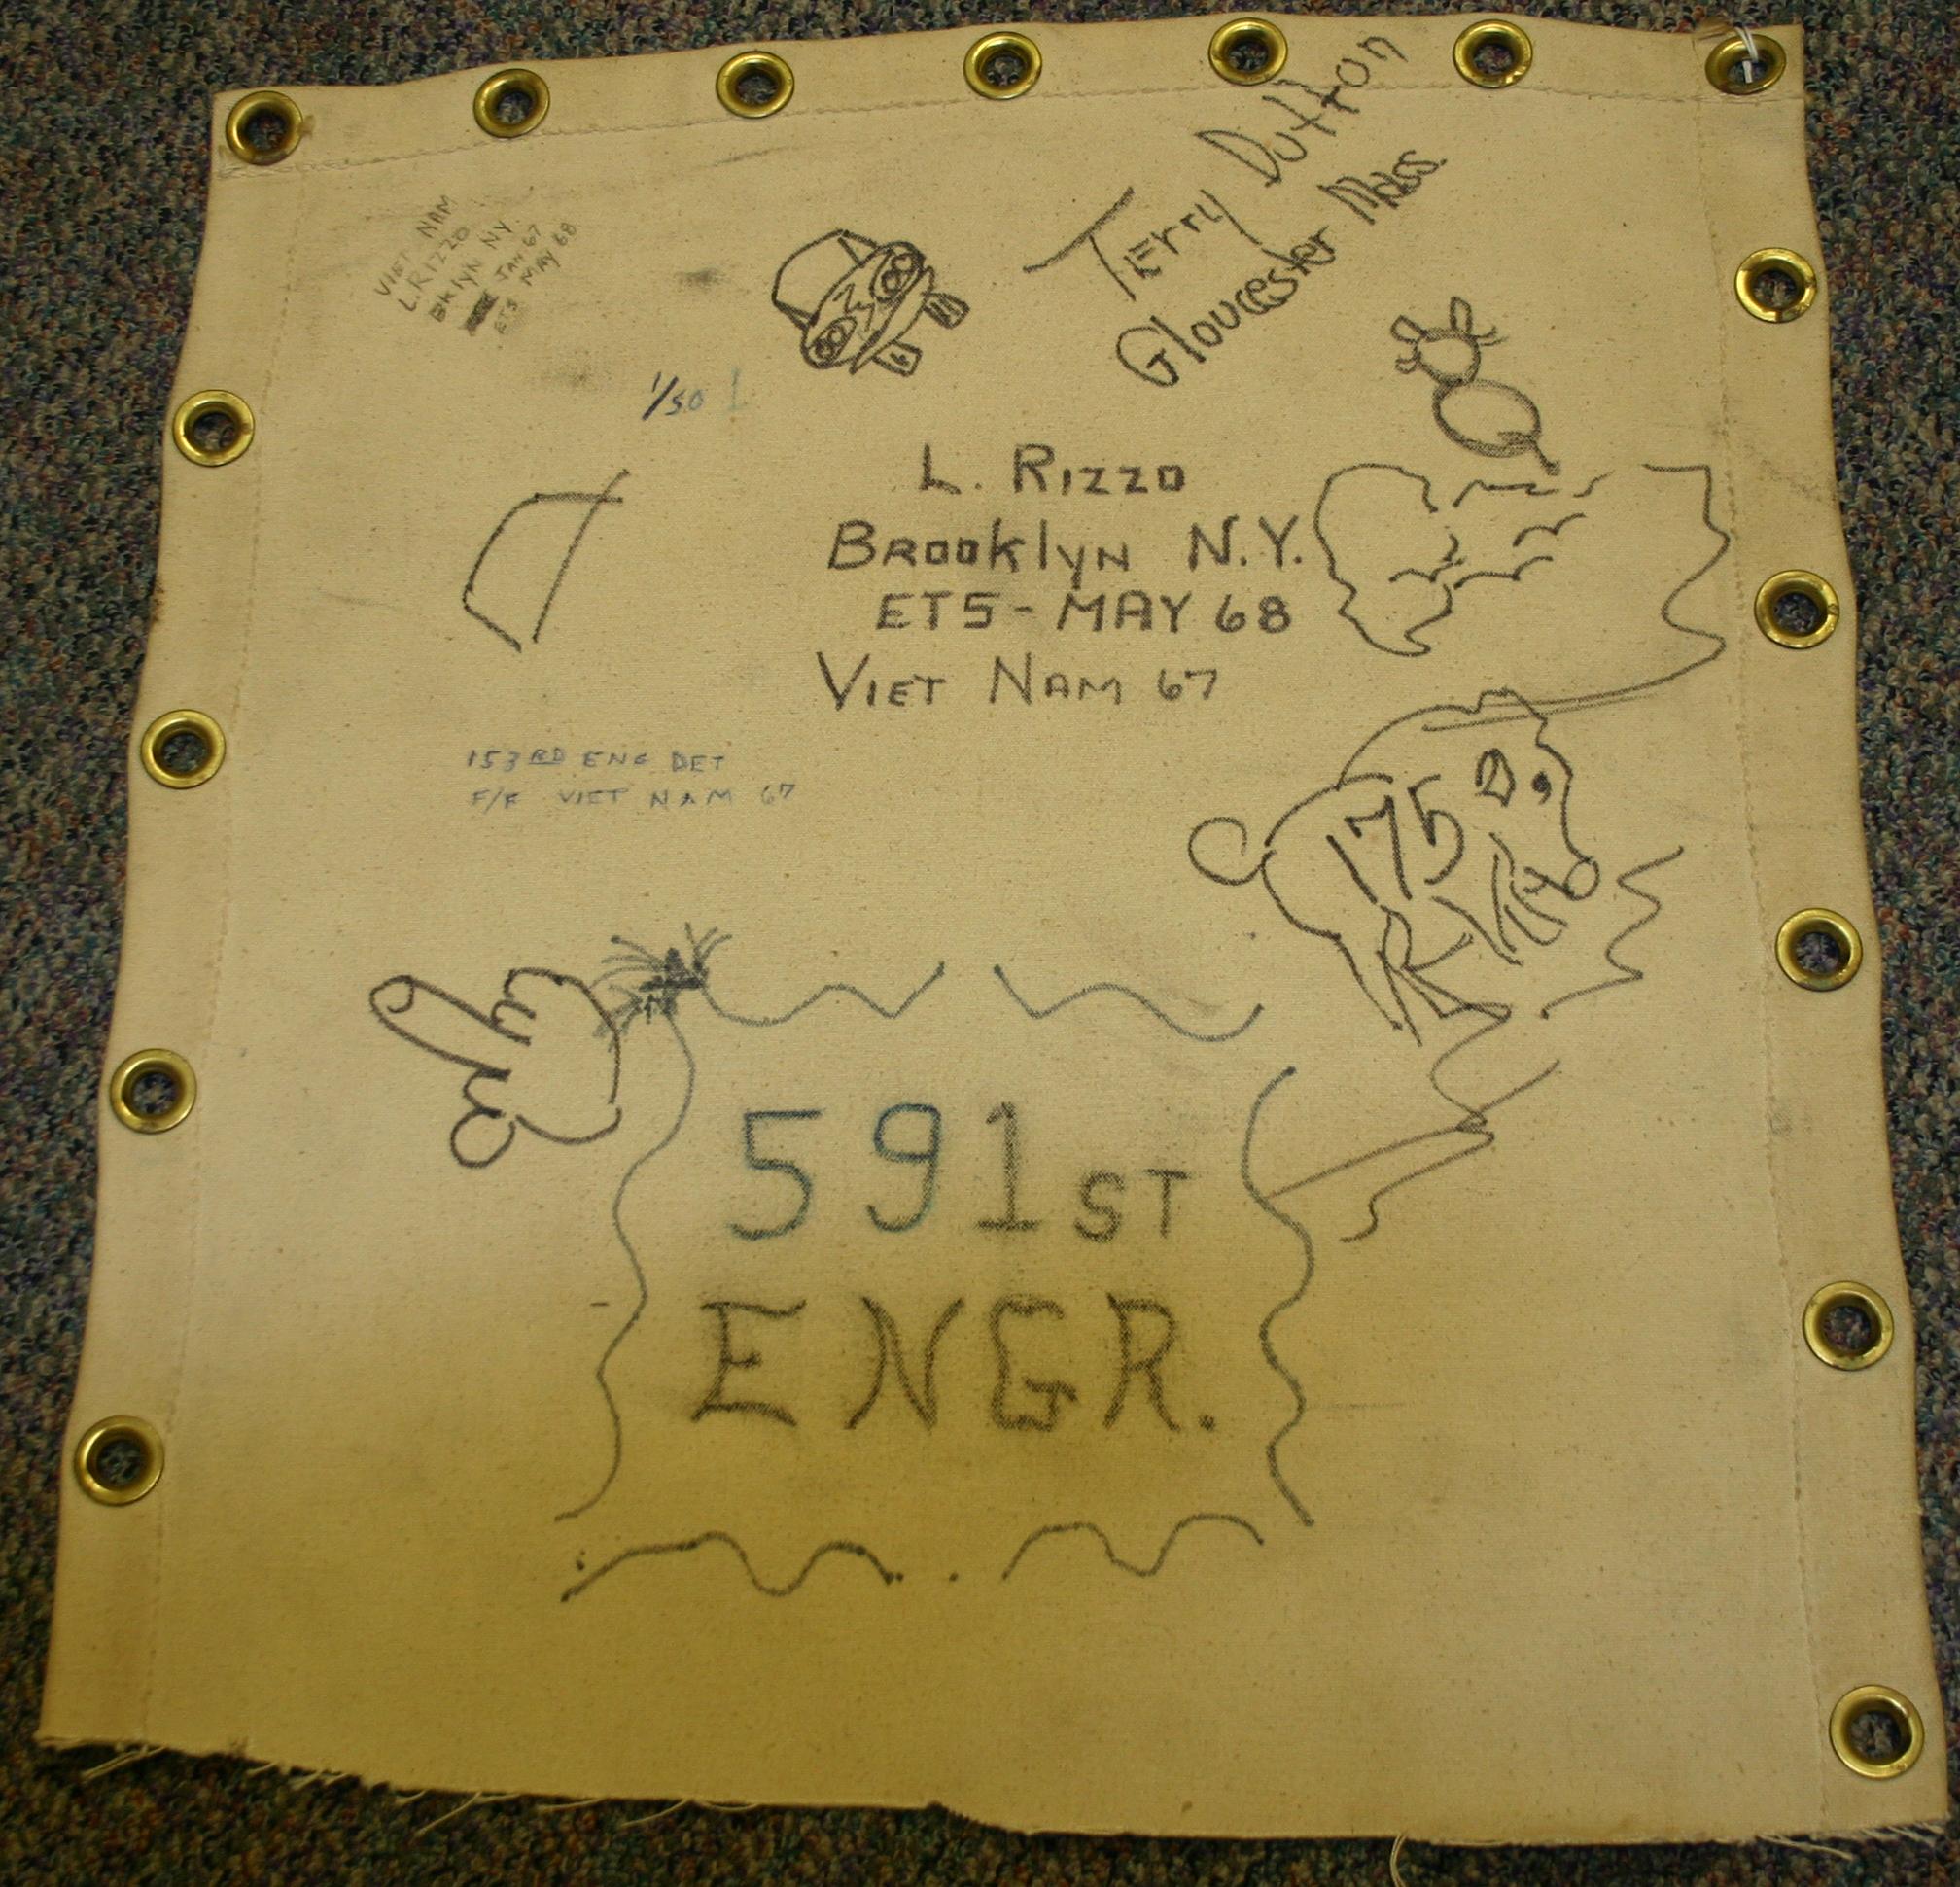 Terry Dutton
Gloucester Mass.
VIET NAM
L. RIZZO
BKlyN NY.
JAN 67
ETS MAY 68
1/50
L. RIZZO
BROOKlyN N.Y.
ETS - MAY 68
VIET NAM 67
153RD ENG DET
F/F VIET NAM 67
175
591ST
ENGR.